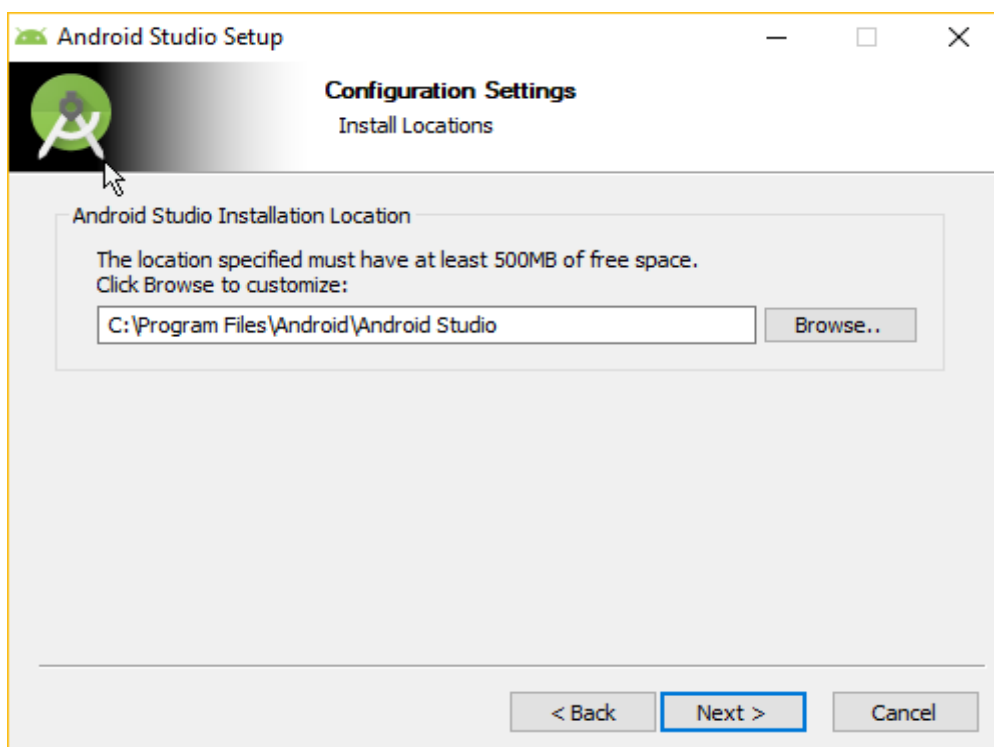 Android Studio Setup
Configuration Settings
Install Locations
Android Studio Installation Location
The location specified must have at least 500MB of free space.
Click Browse to customize:
C:\Program Files\Android\Android Studio
Browse..
< Back
Next >
Cancel